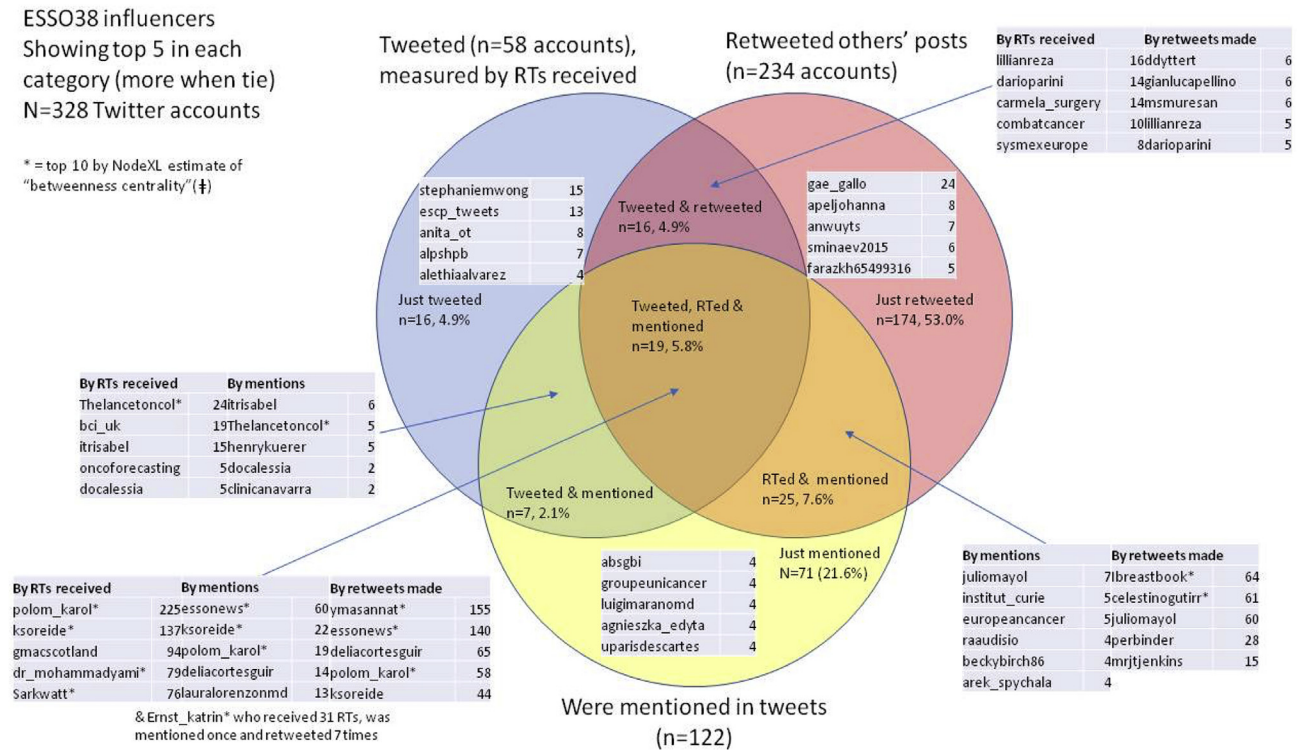 ESSO38 influencers
Showing top 5 in each
category (more when tie)
N=328 Twitter accounts
* = top 10 by NodeXL estimate of
“betweenness centrality”(ǂ)
Tweeted (n=58 accounts),
measured by RTs received
Retweeted others’ posts
(n=234 accounts)
By RTs received By retweets made
lillianreza 16 ddyttert 6
darioparini 14 gianlucapellino 6
carmela_surgery 14 msmuresan 6
combatcancer 10 lillianreza 5
sysmexeurope 8 darioparini 5
stephaniemwong 15
escp_tweets 13
anita_ot 8
alpshpb 7
alethiaalvarez 4
Just tweeted
n=16, 4.9%
Tweeted & retweeted
n=16, 4.9%
gae_gallo 24
apeljohanna 8
anwuyts 7
sminaev2015 6
farazkh65499316 5
Just retweeted
n=174, 53.0%
Tweeted, RTed &
mentioned
n=19, 5.8%
By RTs received By mentions
Thelancetoncol* 24 itrisabel 6
bci_uk 19 Thelancetoncol* 5
itrisabel 15 henrykuerer 5
oncoforecasting 5 docalessia 2
docalessia 5 clinicanavarra 2
Tweeted & mentioned
n=7, 2.1%
RTed & mentioned
n=25, 7.6%
Just mentioned
N=71 (21.6%)
absgbi 4
groupeunicancer 4
luigimaranomd 4
agnieszka_edyta 4
uparisdescartes 4
By RTs received By mentions By retweets made
polom_karol* 225 essonews* 60 ymasannat* 155
ksoreide* 137 ksoreide* 22 essonews* 140
gmacscotland 94 polom_karol* 19 deliacortesguir 65
dr_mohammadyami* 79 deliacortesguir 14 polom_karol* 58
Sarkwatt* 76 lauralorenzonmd 13 ksoreide 44
& Ernst_katrin* who received 31 RTs, was
mentioned once and retweeted 7 times
By mentions By retweets made
juliomayol 7 lbreastbook* 64
institut_curie 5 celestinogutirr* 61
europeancancer 5 juliomayol 60
raaudisio 4 perbinder 28
beckybirch86 4 mrjtjenkins 15
arek_spychala 4
Were mentioned in tweets
(n=122)